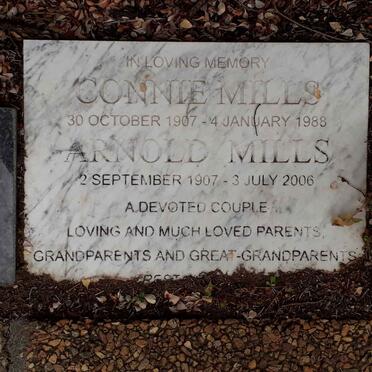 IN LOVING MEMORY
CONNIE MILLS
30 OCTOBER 1907 - 4 JANUARY 1988
ARNOLD MILLS
2 SEPTEMBER 1907 - 3 JULY 2006
A DEVOTED COUPLE
LOVING AND MUCH LOVED PARENTS,
GRANDPARENTS AND GREAT-GRANDPARENTS
REST